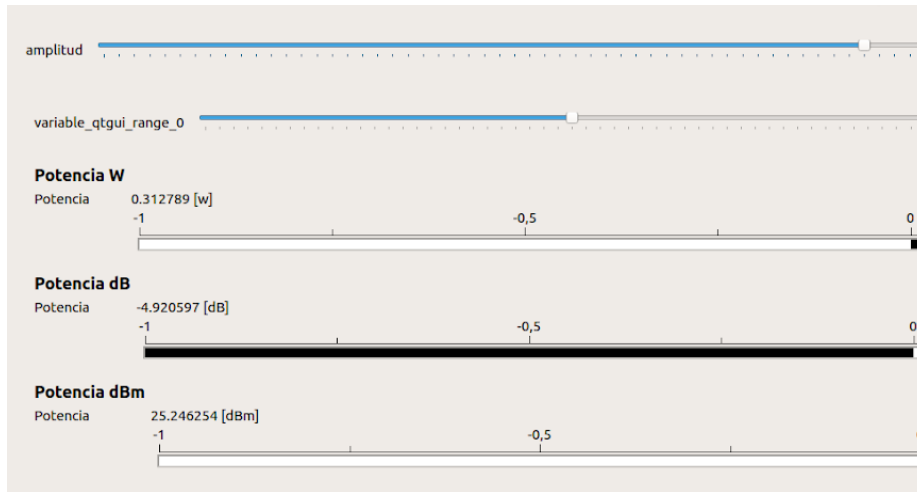 amplitud
variable_qtgui_range_0
Potencia W
Potencia 0.312789 [w]
-1 -0,5 0
Potencia dB
Potencia -4.920597 [dB]
-1 -0,5 0
Potencia dBm
Potencia 25.246254 [dBm]
-1 -0,5